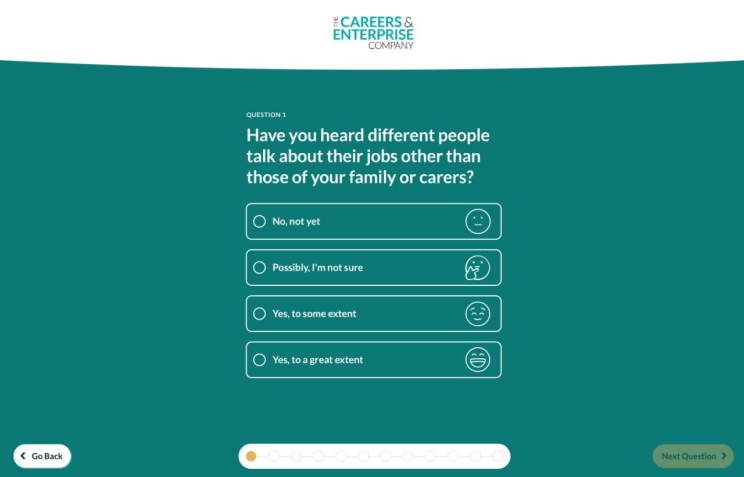 THE CAREERS &
ENTERPRISE
COMPANY
QUESTION 1
Have you heard different people
talk about their jobs other than
those of your family or carers?
No, not yet
Possibly, I'm not sure
Yes, to some extent
Yes, to a great extent
Go Back
Next Question